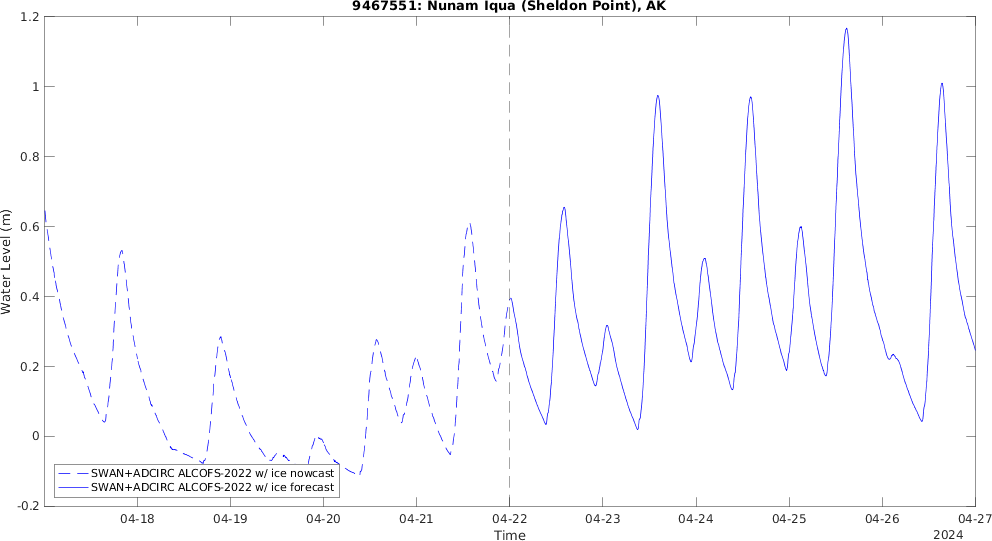 9467551: Nunam Iqua (Sheldon Point), AK
1.2
1
0.8
0.6
0.4
0.2
0
-0.2
Water Level (m)
SWAN+ADCIRC ALCOFS-2022 w/ ice nowcast
SWAN+ADCIRC ALCOFS-2022 w/ ice forecast
04-18 04-19 04-20 04-21 04-22 04-23 04-24 04-25 04-26 04-27
Time
2024